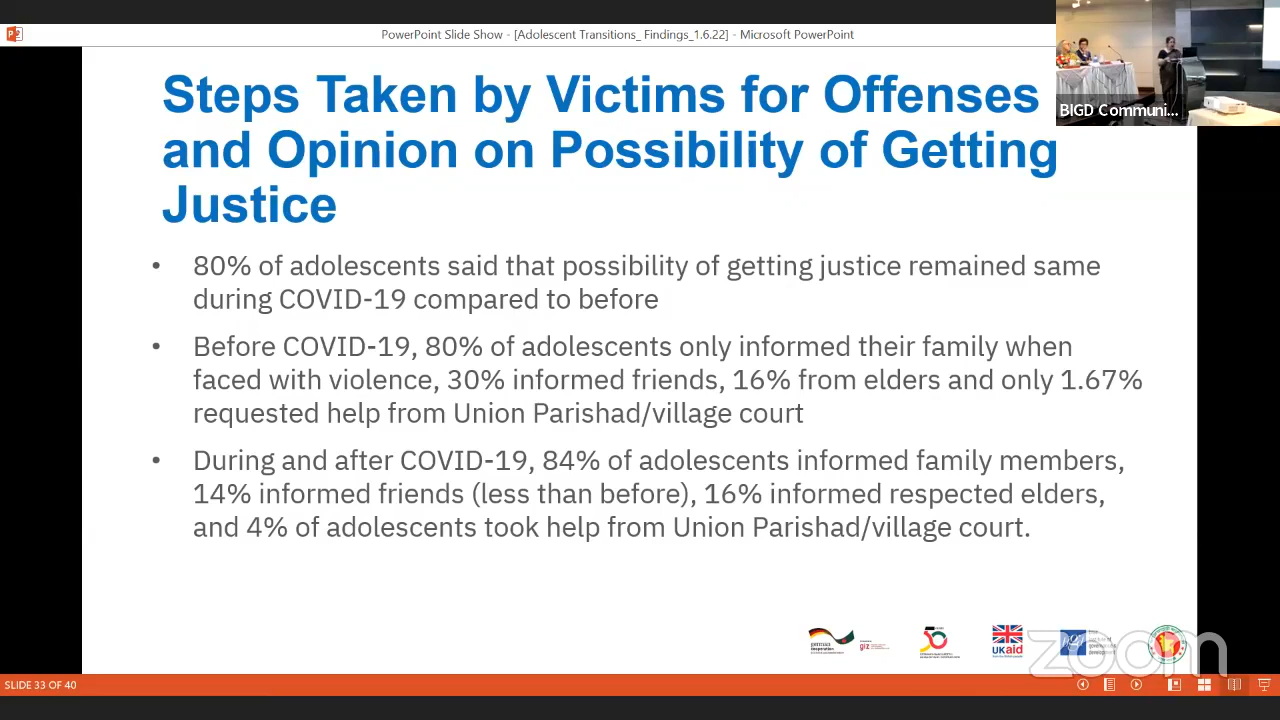 PowerPoint Slide Show - [Adolescent Transitions_ Findings_1.6.22] - Microsoft PowerPoint
BIGD Communi...
Steps Taken by Victims for Offenses
and Opinion on Possibility of Getting
Justice
• 80% of adolescents said that possibility of getting justice remained same
during COVID-19 compared to before
• Before COVID-19, 80% of adolescents only informed their family when
faced with violence, 30% informed friends, 16% from elders and only 1.67%
requested help from Union Parishad/village court
• During and after COVID-19, 84% of adolescents informed family members,
14% informed friends (less than before), 16% informed respected elders,
and 4% of adolescents took help from Union Parishad/village court.
giz
50
UKaid
zoom
SLIDE 33 OF 40